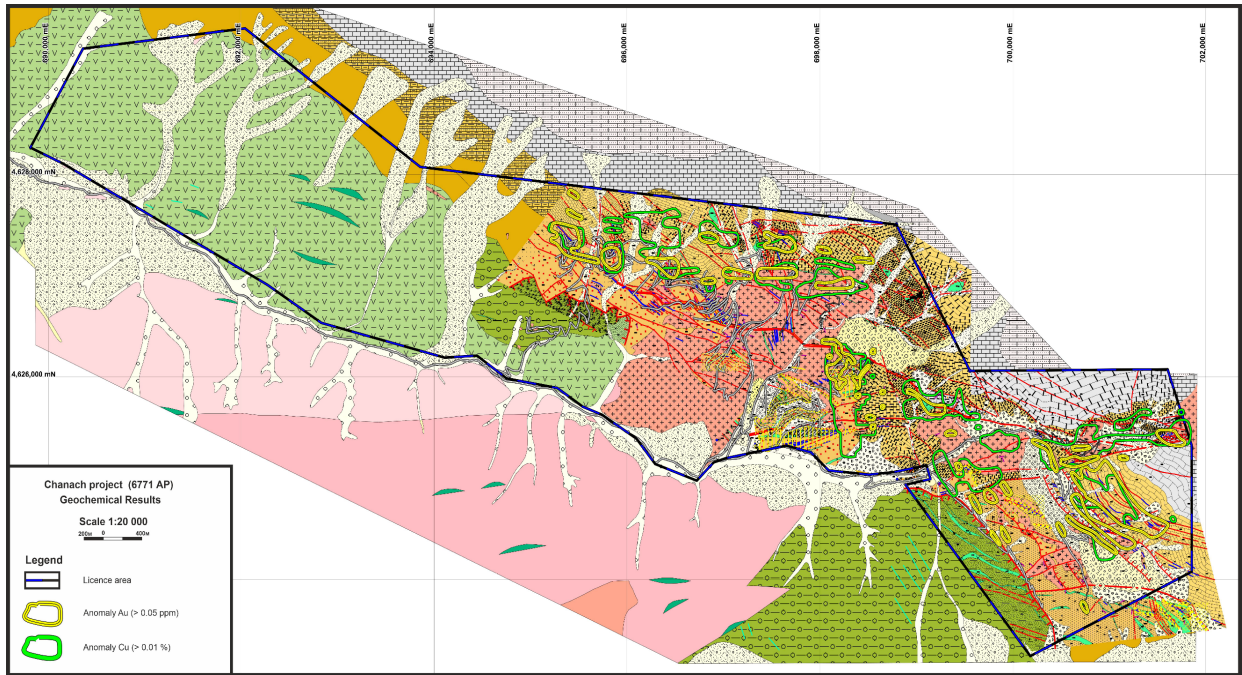 690,000 mE
692,000 mE
694,000 mE
696,000 mE
698,000 mE
700,000 mE
702,000 mE
4,628,000 mN
4,626,000 mN
Chanach project (6771 AP)
Geochemical Results
Scale 1:20 000
200м 0 400м
Legend
Licence area
Anomaly Au (> 0.05 ppm)
Anomaly Cu (> 0.01 %)